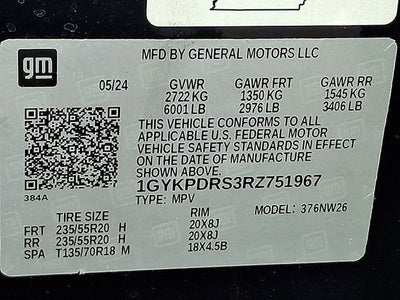 gm
MFD BY GENERAL MOTORS LLC
05/24 GVWR GAWR FRT GAWR RR
2722 KG 1350 KG 1545 KG
6001 LB 2976 LB 3406 LB
THIS VEHICLE CONFORMS TO ALL
APPLICABLE U.S. FEDERAL MOTOR
VEHICLE SAFETY STANDARDS IN EFFECT
ON THE DATE OF MANUFACTURE
SHOWN ABOVE.
1GYKPDRS3RZ751967
384A TYPE: MPV MODEL: 376NW26
TIRE SIZE RIM
FRT 235/55R20 H 20X8J
RR 235/55R20 H 20X8J
SPA T135/70R18 M 18X4.5B